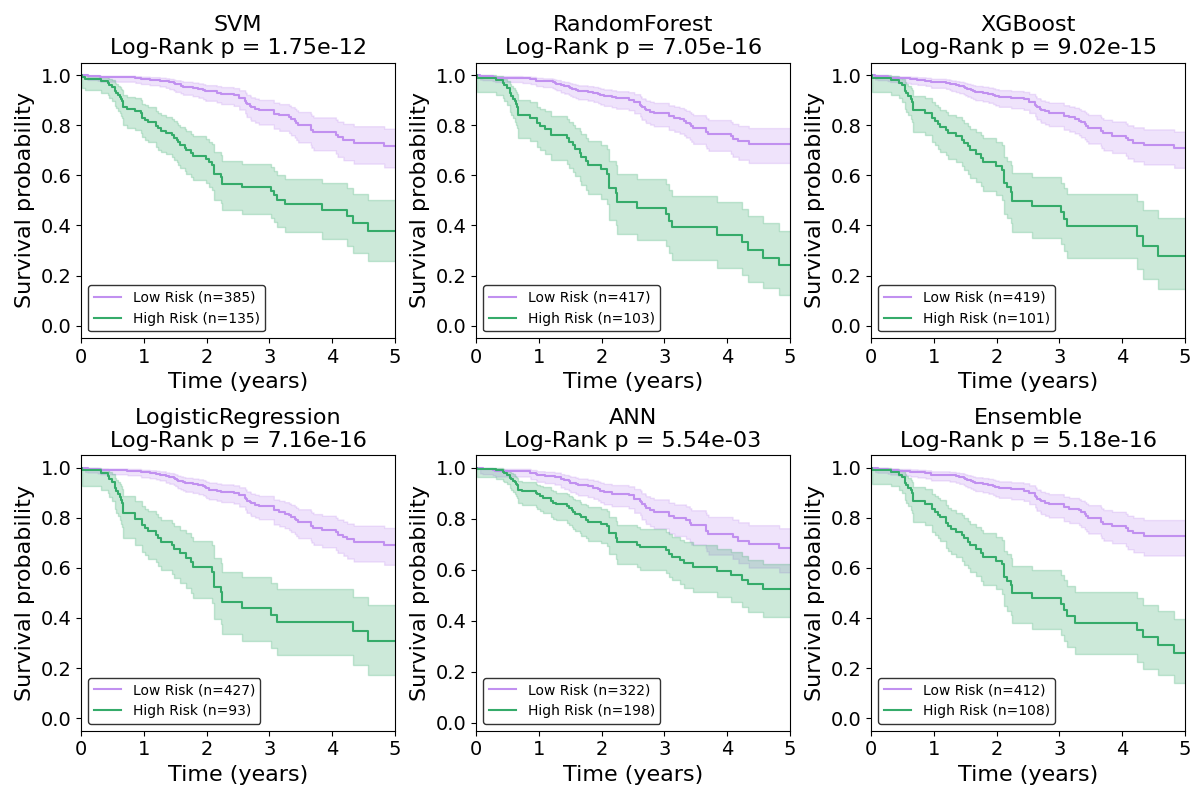 SVM
Log-Rank p = 1.75e-12
Survival probability
1.0
0.8
0.6
0.4
0.2
0.0
Low Risk (n=385)
High Risk (n=135)
0 1 2 3 4 5
Time (years)
RandomForest
Log-Rank p = 7.05e-16
Survival probability
1.0
0.8
0.6
0.4
0.2
0.0
Low Risk (n=417)
High Risk (n=103)
0 1 2 3 4 5
Time (years)
XGBoost
Log-Rank p = 9.02e-15
Survival probability
1.0
0.8
0.6
0.4
0.2
0.0
Low Risk (n=419)
High Risk (n=101)
0 1 2 3 4 5
Time (years)
LogisticRegression
Log-Rank p = 7.16e-16
Survival probability
1.0
0.8
0.6
0.4
0.2
0.0
Low Risk (n=427)
High Risk (n=93)
0 1 2 3 4 5
Time (years)
ANN
Log-Rank p = 5.54e-03
Survival probability
1.0
0.8
0.6
0.4
0.2
0.0
Low Risk (n=322)
High Risk (n=198)
0 1 2 3 4 5
Time (years)
Ensemble
Log-Rank p = 5.18e-16
Survival probability
1.0
0.8
0.6
0.4
0.2
0.0
Low Risk (n=412)
High Risk (n=108)
0 1 2 3 4 5
Time (years)